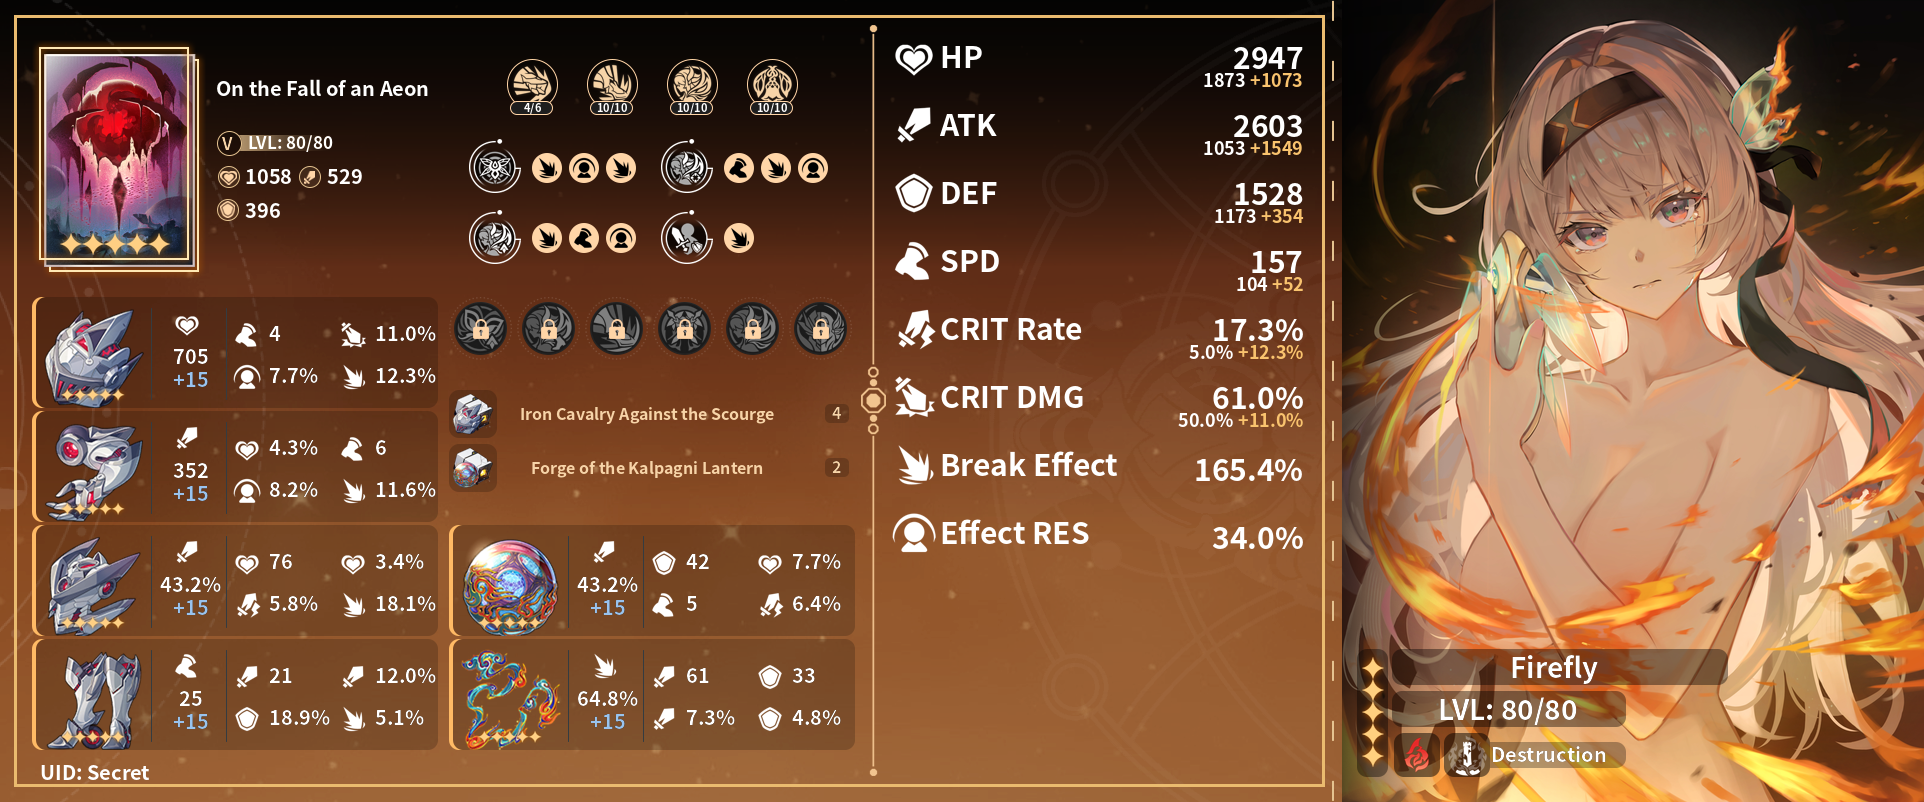 On the Fall of an Aeon
V LVL: 80/80
1058 529
396
4/6 10/10 10/10 10/10
705
+15
4 11.0%
7.7% 12.3%
352
+15
4.3% 6
8.2% 11.6%
43.2%
+15
76 3.4%
5.8% 18.1%
25
+15
21 12.0%
18.9% 5.1%
Iron Cavalry Against the Scourge 4
Forge of the Kalpagni Lantern 2
43.2%
+15
42 7.7%
5 6.4%
64.8%
+15
61 33
7.3% 4.8%
UID: Secret
HP 2947
1873 +1073
ATK 2603
1053 +1549
DEF 1528
1173 +354
SPD 157
104 +52
CRIT Rate 17.3%
5.0% +12.3%
CRIT DMG 61.0%
50.0% +11.0%
Break Effect 165.4%
Effect RES 34.0%
Firefly
LVL: 80/80
Destruction